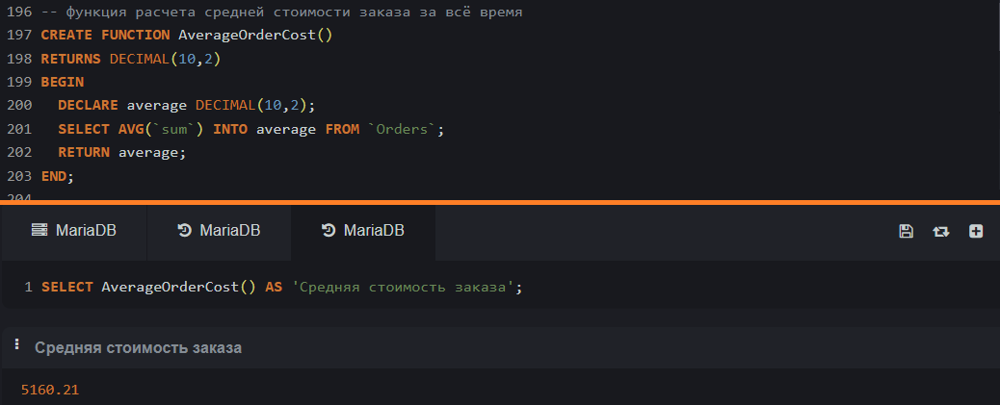 196 -- функция расчета средней стоимости заказа за всё время
197 CREATE FUNCTION AverageOrderCost()
198 RETURNS DECIMAL(10,2)
199 BEGIN
200 DECLARE average DECIMAL(10,2);
201 SELECT AVG(`sum`) INTO average FROM `Orders`;
202 RETURN average;
203 END;
204
MariaDB MariaDB MariaDB
1 SELECT AverageOrderCost() AS 'Средняя стоимость заказа';
Средняя стоимость заказа
5160.21